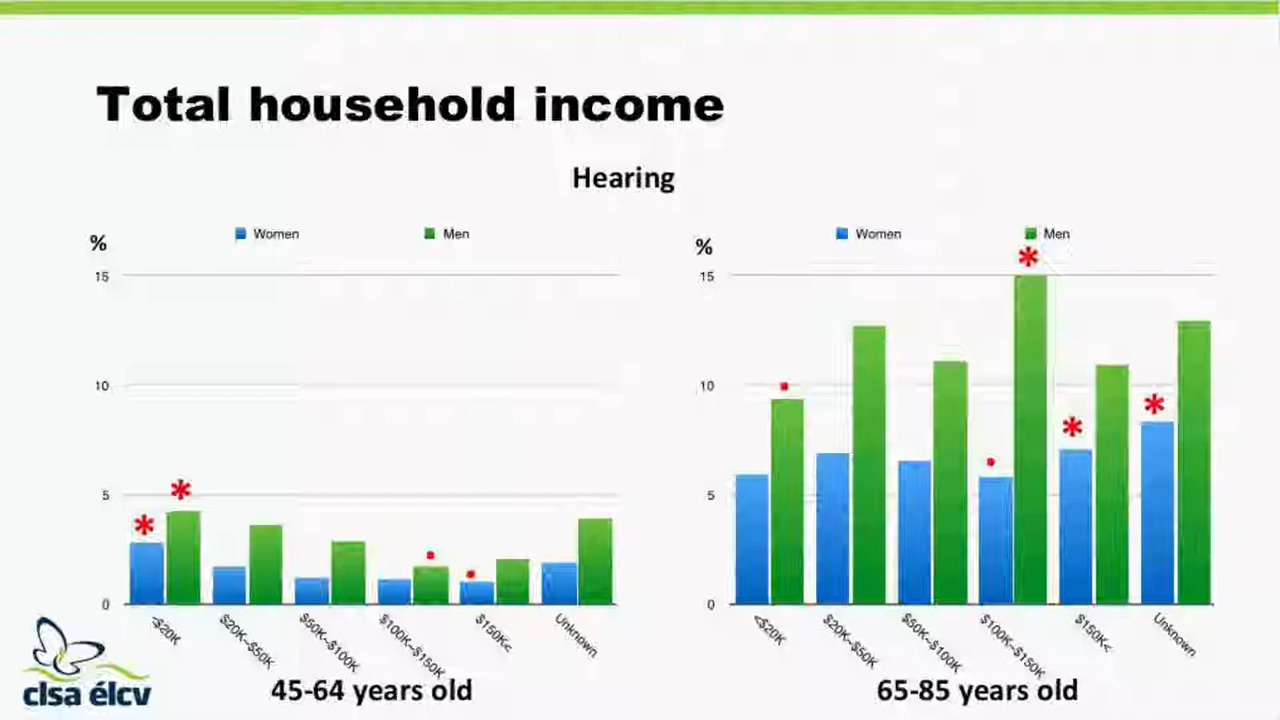 Total household income
Hearing
%
Women
Men
15
10
5
0
<$20K
$20K-$50K
$50K-$100K
$100K-$150K
$150K<
Unknown
45-64 years old
%
Women
Men
15
10
5
0
<$20K
$20K-$50K
$50K-$100K
$100K-$150K
$150K<
Unknown
65-85 years old
clsa élcv